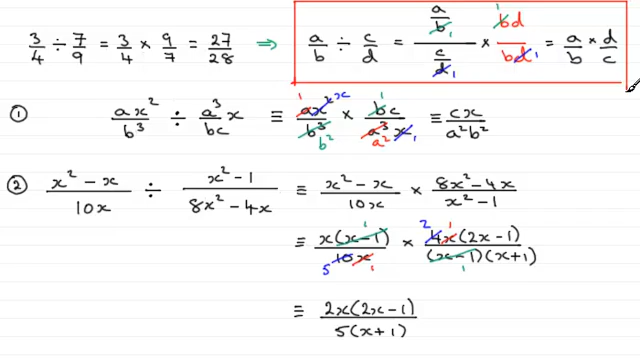 3/4 ÷ 7/9 = 3/4 × 9/7 = 27/28 ⇒ a/b ÷ c/d = (a/b)/(c/d) × bd/bd = a/b × d/c
① ax²/b³ ÷ a³x/bc ≡ ax²/b³ × bc/a³x ≡ cx/a²b²
② (x² − x)/10x ÷ (x² − 1)/(8x² − 4x) ≡ (x² − x)/10x × (8x² − 4x)/(x² − 1)
≡ x(x − 1)/10x × 4x(2x − 1)/(x − 1)(x + 1)
≡ 2x(2x − 1)/5(x + 1)